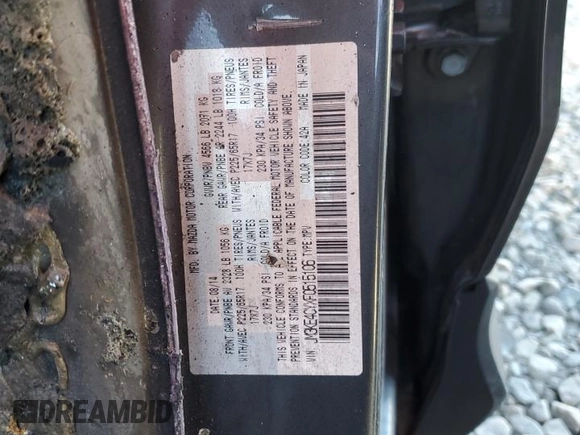 MFD. BY MAZDA MOTOR CORPORATION
DATE: 08/14 GVWR/PNBV 4566 LB 2071 KG
FRONT GAWR/PNBE AV 2328 LB 1056 KG REAR GAWR/PNBE AR 2244 LB 1018 KG
WITH/AVEC P225/65R17 100H TIRES/PNEUS WITH/AVEC P225/65R17 100H TIRES/PNEUS
17X7J RIMS/JANTES 17X7J RIMS/JANTES
230 KPA/34 PSI COLD/A FROID 230 KPA/34 PSI COLD/A FROID
THIS VEHICLE CONFORMS TO ALL APPLICABLE FEDERAL MOTOR VEHICLE SAFETY AND THEFT
PREVENTION STANDARDS IN EFFECT ON THE DATE OF MANUFACTURE SHOWN ABOVE.
VIN: TYPE:MPV COLOR CODE 42A MADE IN JAPAN
DREAMBID